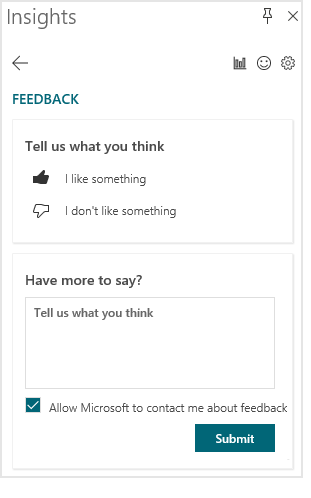 Insights
FEEDBACK
Tell us what you think
I like something
I don't like something
Have more to say?
Tell us what you think
Allow Microsoft to contact me about feedback
Submit